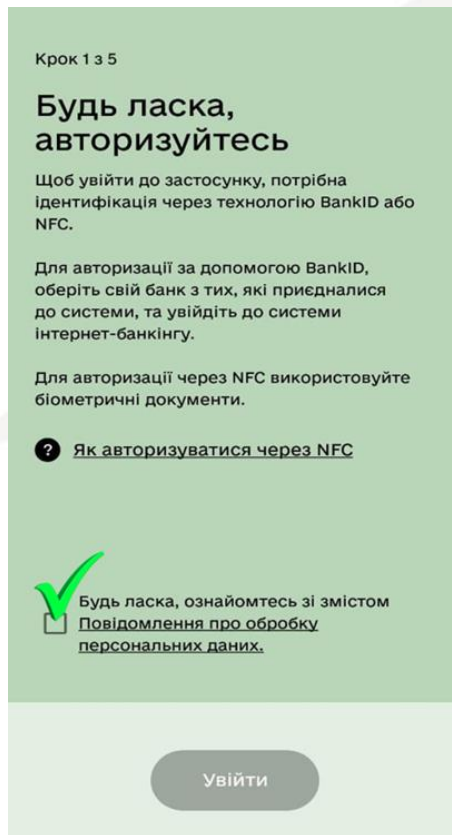 Крок 1 з 5
Будь ласка,
авторизуйтесь
Щоб увійти до застосунку, потрібна
ідентифікація через технологію BankID або
NFC.
Для авторизації за допомогою BankID,
оберіть свій банк з тих, які приєдналися
до системи, та увійдіть до системи
інтернет-банкінгу.
Для авторизації через NFC використовуйте
біометричні документи.
? Як авторизуватися через NFC
Будь ласка, ознайомтесь зі змістом
Повідомлення про обробку
персональних даних.
Увійти